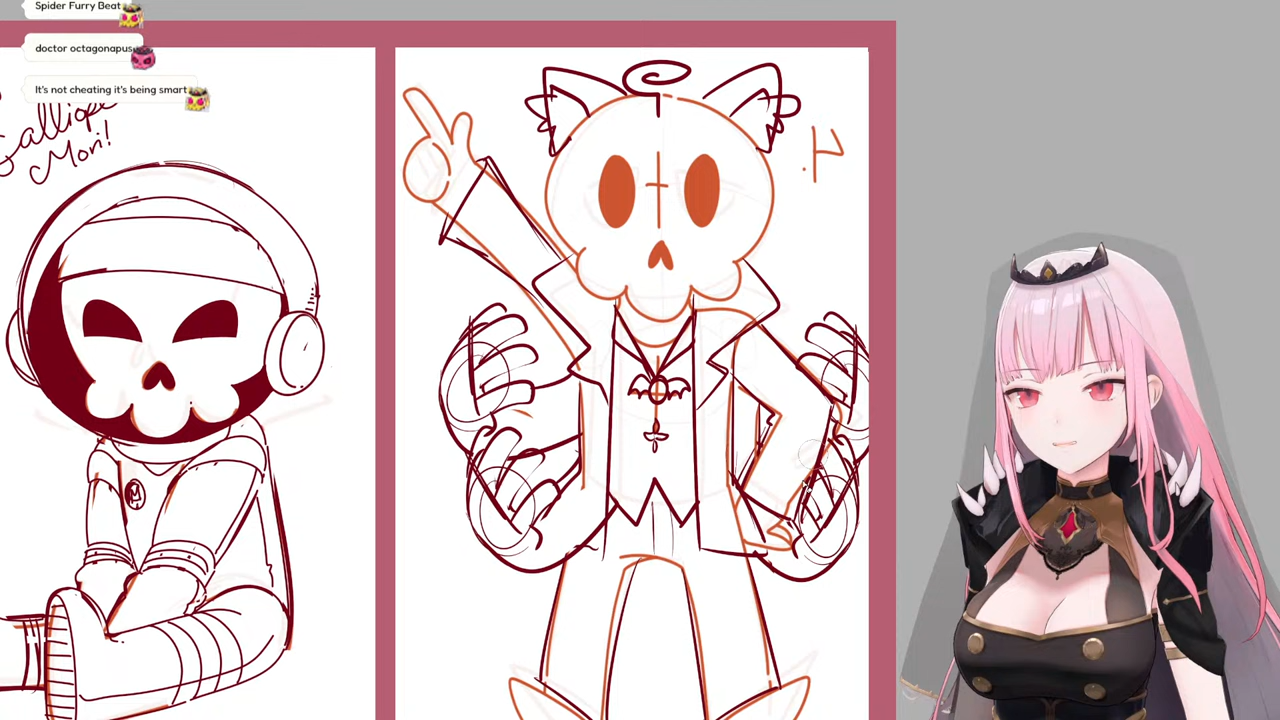 Spider Furry Beat
doctor octagonapus
It's not cheating it's being smart
Calliope
Mori!